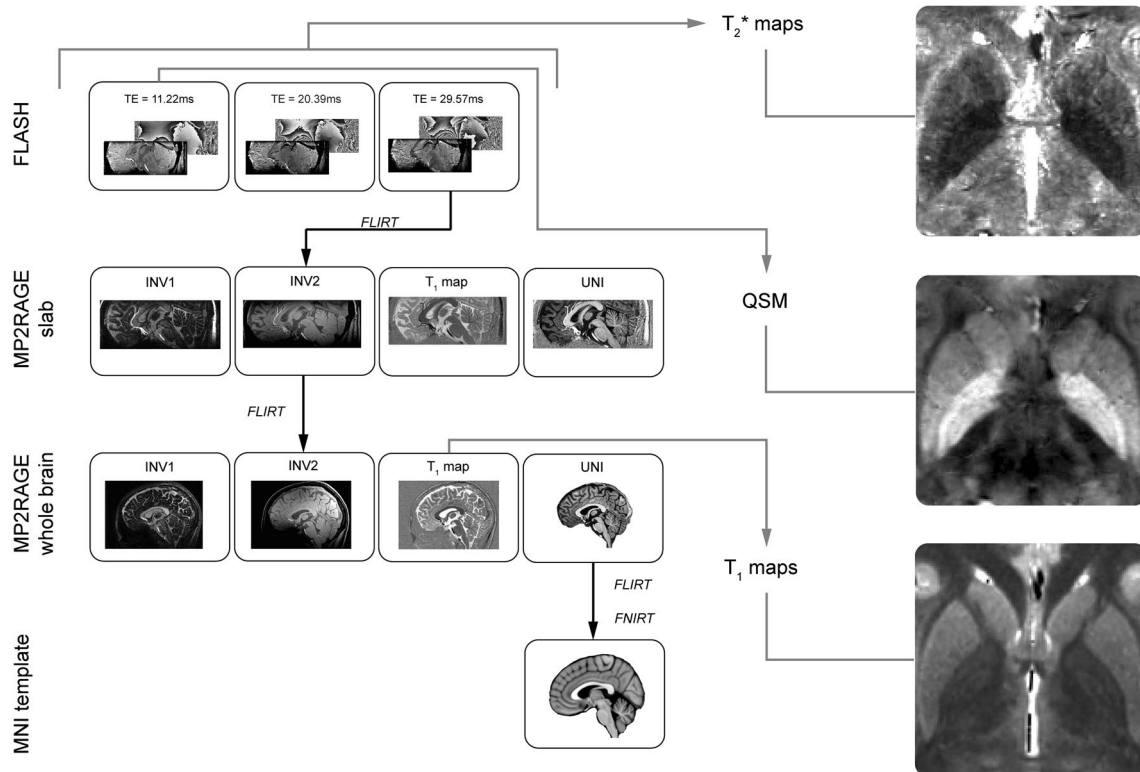 T2* maps
FLASH
TE = 11.22ms
TE = 20.39ms
TE = 29.57ms
FLIRT
MP2RAGE
slab
INV1
INV2
T1 map
UNI
QSM
FLIRT
MP2RAGE
whole brain
INV1
INV2
T1 map
UNI
T1 maps
FLIRT
FNIRT
MNI template